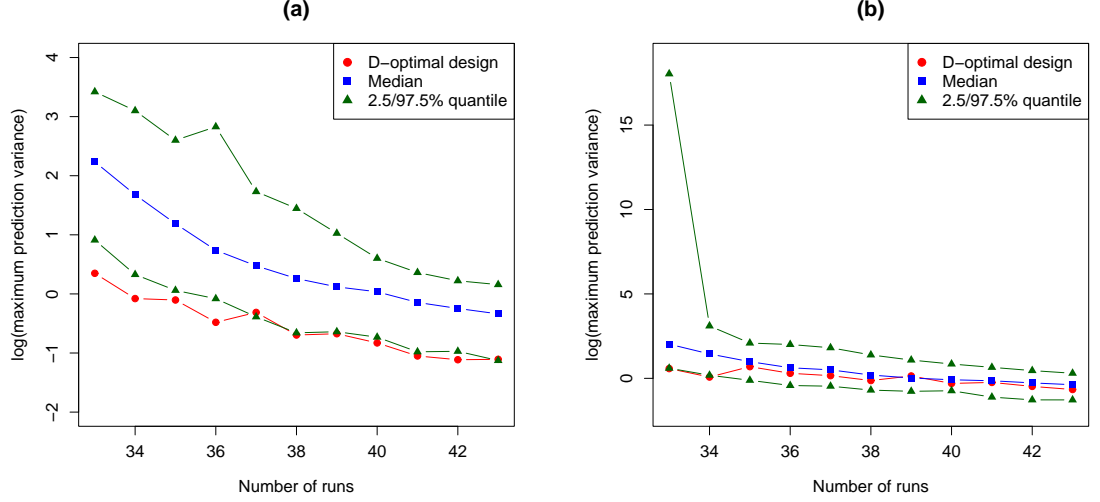 (a)
log(maximum prediction variance)
4
3
2
1
0
−1
−2
D−optimal design
Median
2.5/97.5% quantile
34
36
38
40
42
Number of runs
(b)
log(maximum prediction variance)
15
10
5
0
D−optimal design
Median
2.5/97.5% quantile
34
36
38
40
42
Number of runs